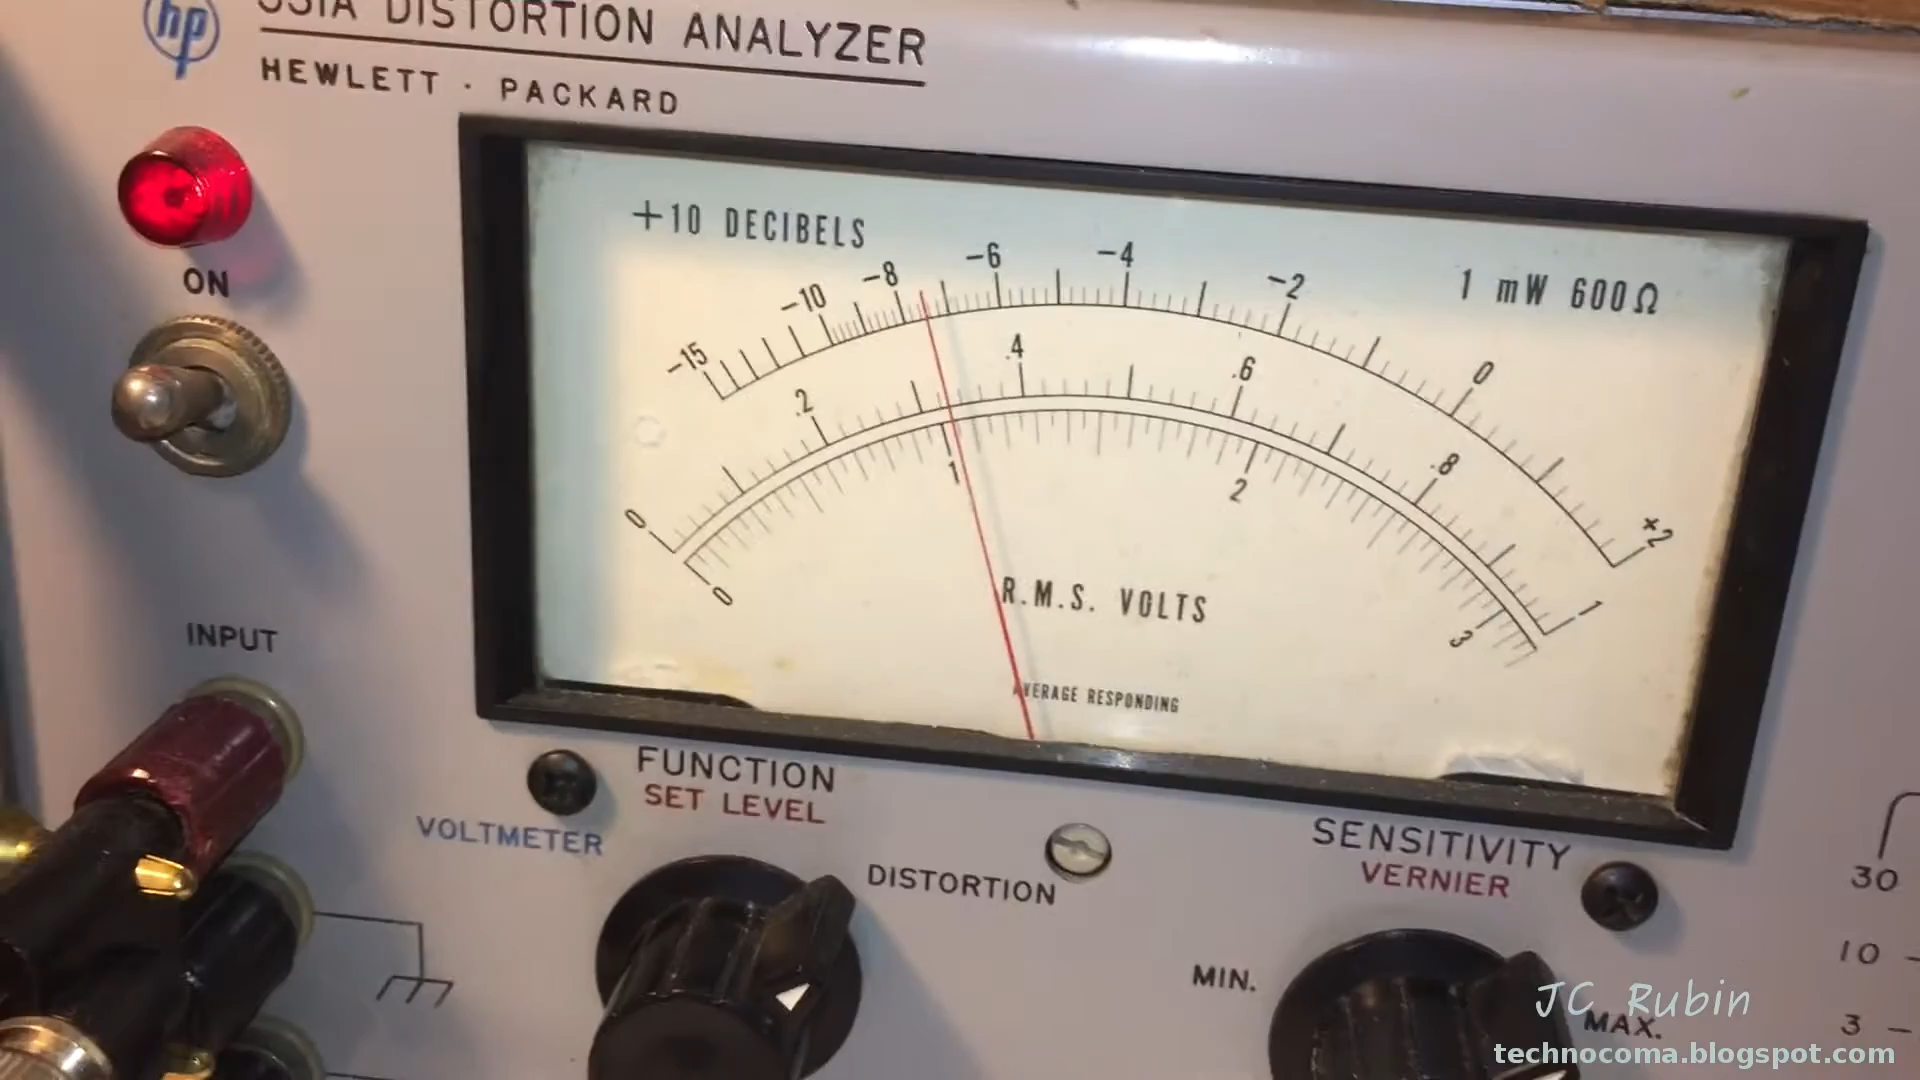 hp
DISTORTION ANALYZER
HEWLETT · PACKARD
ON
INPUT
+10 DECIBELS
1 mW 600Ω
-15 -10 -8 -6 -4 -2 0 +2
0 .2 .4 .6 .8 1
0 1 2 3
R.M.S. VOLTS
AVERAGE RESPONDING
FUNCTION
SET LEVEL
VOLTMETER
DISTORTION
SENSITIVITY
VERNIER
MIN.
MAX.
30
10
3
JC Rubin
technocoma.blogspot.com